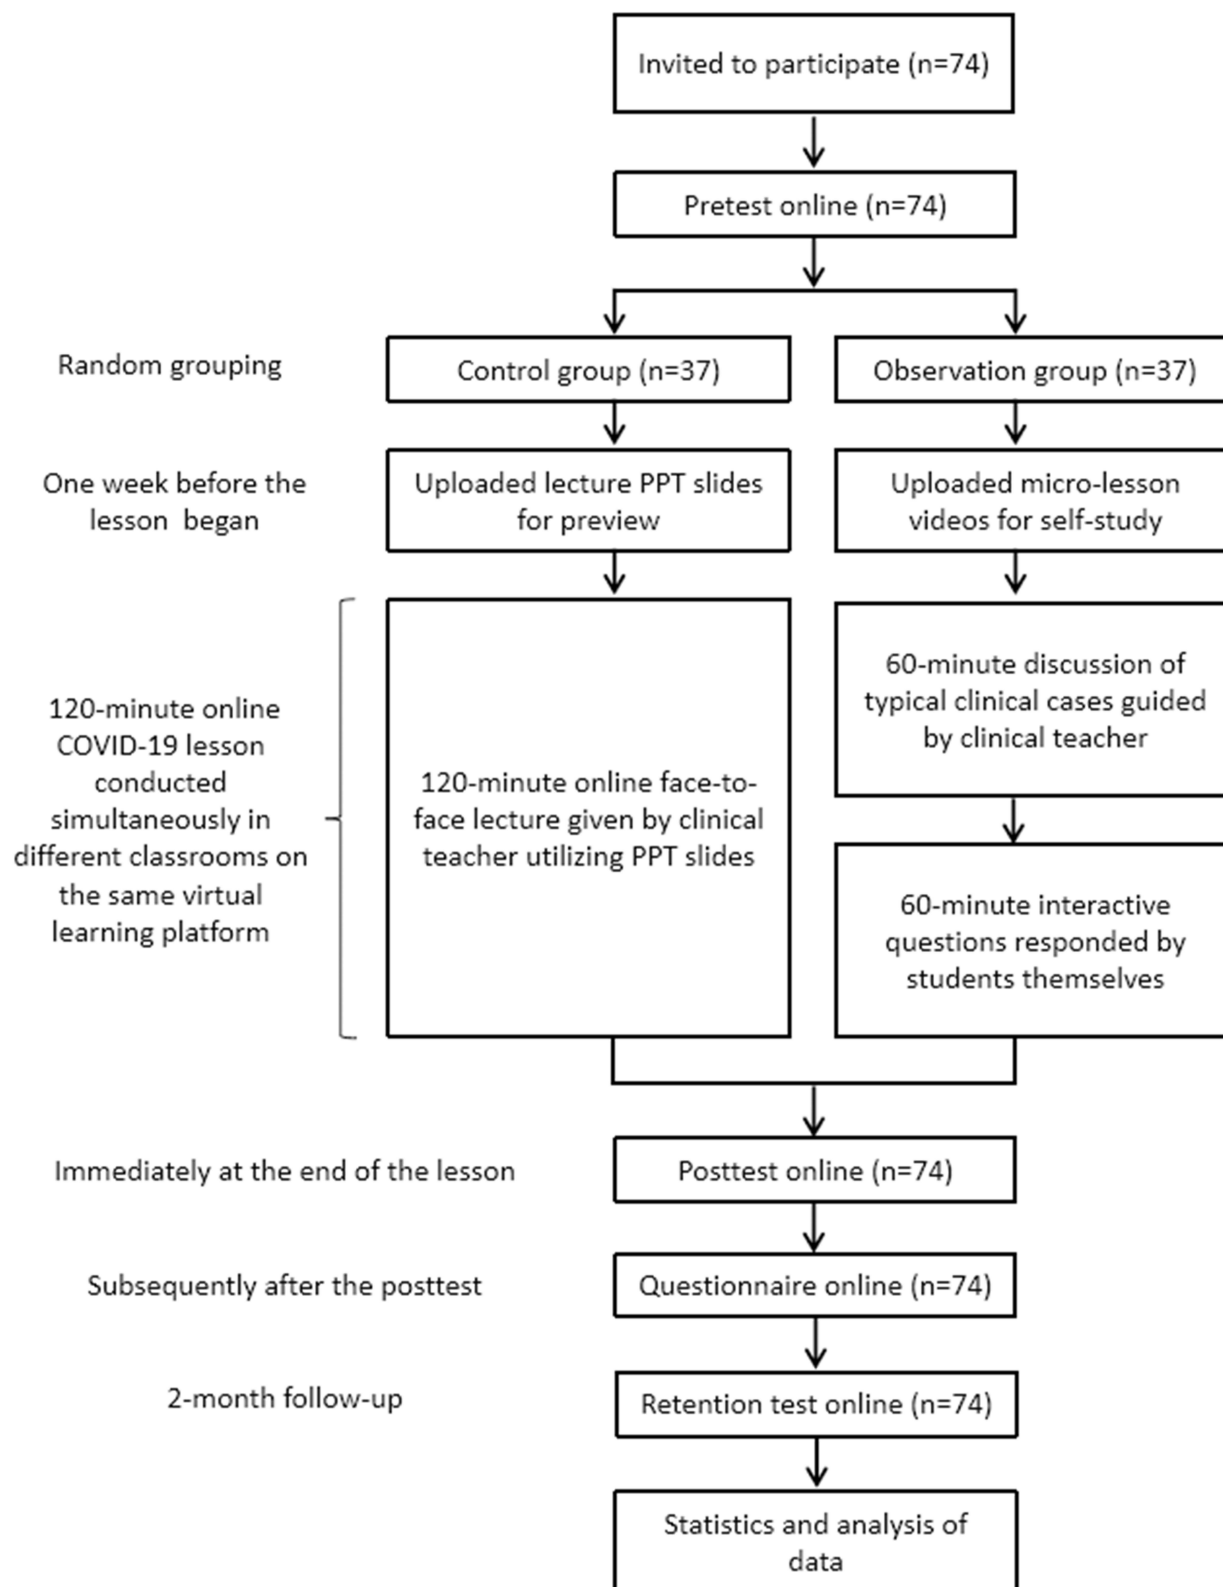 Invited to participate (n=74)
Pretest online (n=74)
Random grouping
Control group (n=37)
Observation group (n=37)
One week before the
lesson began
Uploaded lecture PPT slides
for preview
Uploaded micro-lesson
videos for self-study
120-minute online
COVID-19 lesson
conducted
simultaneously in
different classrooms on
the same virtual
learning platform
120-minute online face-to-
face lecture given by clinical
teacher utilizing PPT slides
60-minute discussion of
typical clinical cases guided
by clinical teacher
60-minute interactive
questions responded by
students themselves
Immediately at the end of the lesson
Posttest online (n=74)
Subsequently after the posttest
Questionnaire online (n=74)
2-month follow-up
Retention test online (n=74)
Statistics and analysis of
data